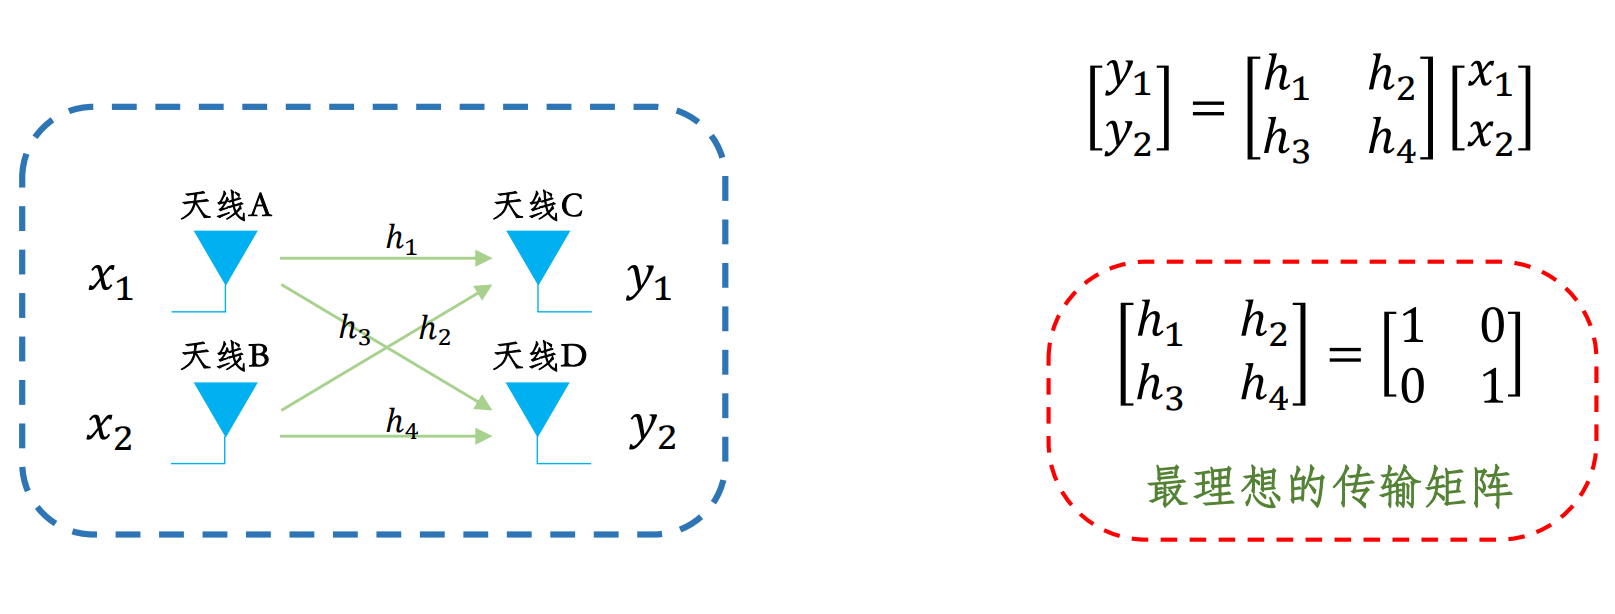 天线A
天线C
h₁
x₁
y₁
h₃
h₂
天线B
天线D
x₂
h₄
y₂
[y₁ y₂] = [h₁ h₂ h₃ h₄] [x₁ x₂]
[h₁ h₂ h₃ h₄] = [1 0 0 1]
最理想的传输矩阵